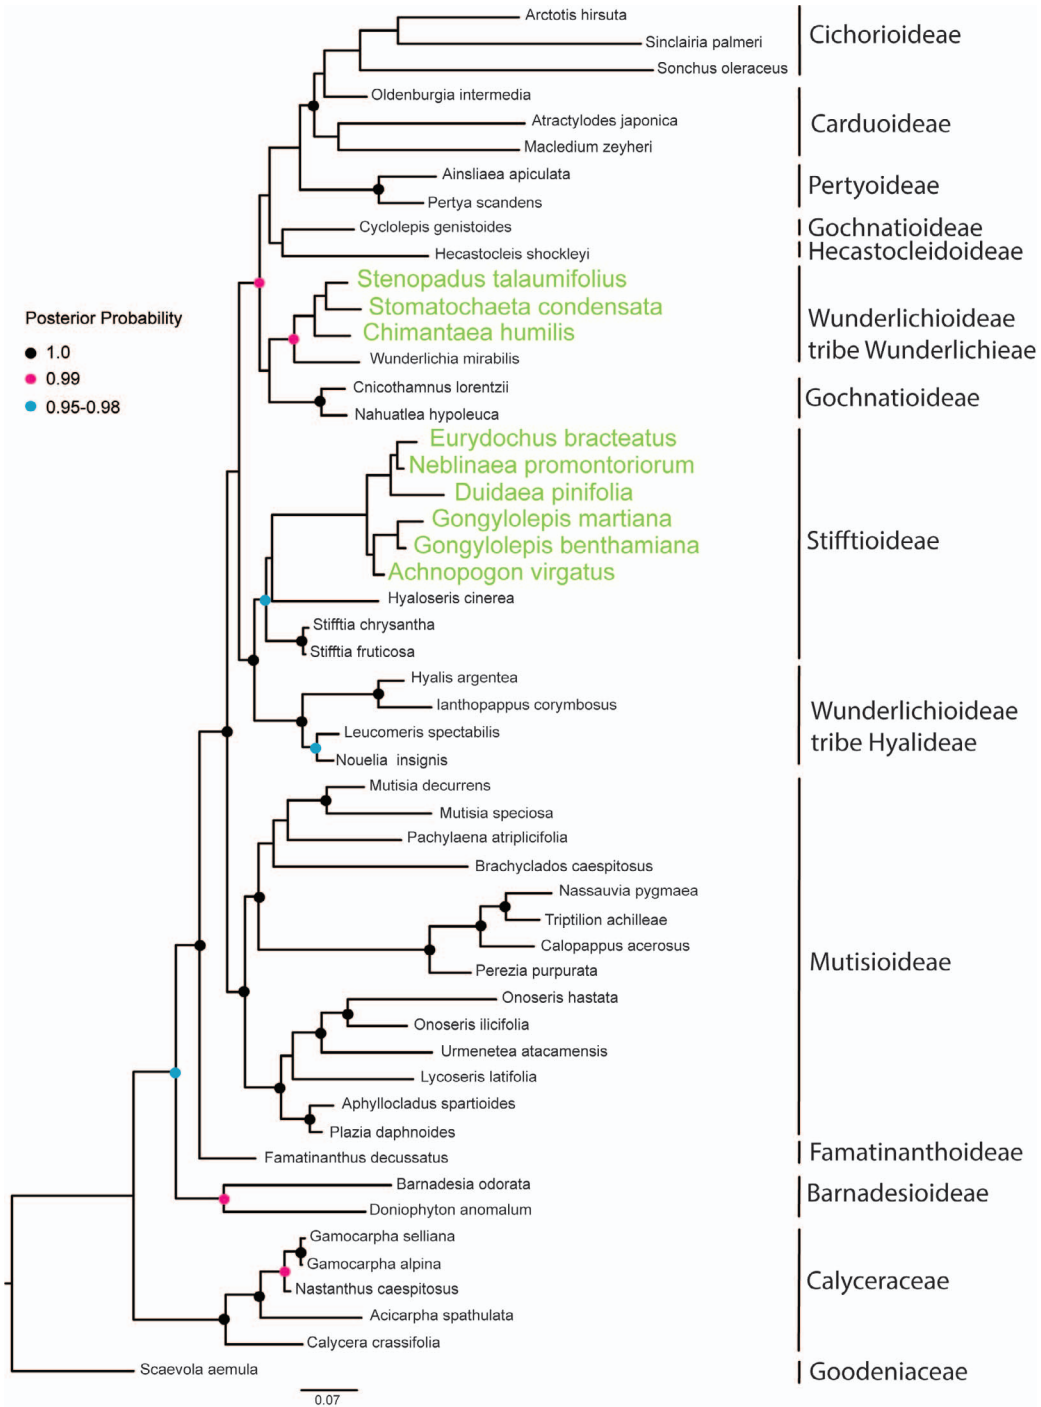 Arctotis hirsuta
Sinclairia palmeri
Sonchus oleraceus
Cichorioideae
Oldenburgia intermedia
Atractylodes japonica
Macledium zeyheri
Carduoideae
Ainsliaea apiculata
Pertya scandens
Pertyoideae
Cyclolepis genistoides
Gochnatioideae
Hecastocleis shockleyi
Hecastocleidoideae
Stenopadus talaumifolius
Stomatochaeta condensata
Chimantaea humilis
Wunderlichia mirabilis
Wunderlichioideae
tribe Wunderlichieae
Posterior Probability
1.0
0.99
0.95-0.98
Cnicothamnus lorentzii
Nahuatlea hypoleuca
Gochnatioideae
Eurydochus bracteatus
Neblinaea promontoriorum
Duidaea pinifolia
Gongylolepis martiana
Gongylolepis benthamiana
Achnopogon virgatus
Hyaloseris cinerea
Stifftia chrysantha
Stifftia fruticosa
Stifftioideae
Hyalis argentea
Ianthopappus corymbosus
Leucomeris spectabilis
Nouelia insignis
Wunderlichioideae
tribe Hyalideae
Mutisia decurrens
Mutisia speciosa
Pachylaena atriplicifolia
Brachyclados caespitosus
Nassauvia pygmaea
Triptilion achilleae
Calopappus acerosus
Perezia purpurata
Onoseris hastata
Onoseris ilicifolia
Urmenetea atacamensis
Lycoseris latifolia
Aphyllocladus spartioides
Plazia daphnoides
Mutisioideae
Famatinanthus decussatus
Famatinanthoideae
Barnadesia odorata
Doniophyton anomalum
Barnadesioideae
Gamocarpha selliana
Gamocarpha alpina
Nastanthus caespitosus
Acicarpha spathulata
Calycera crassifolia
Calyceraceae
Scaevola aemula
Goodeniaceae
0.07